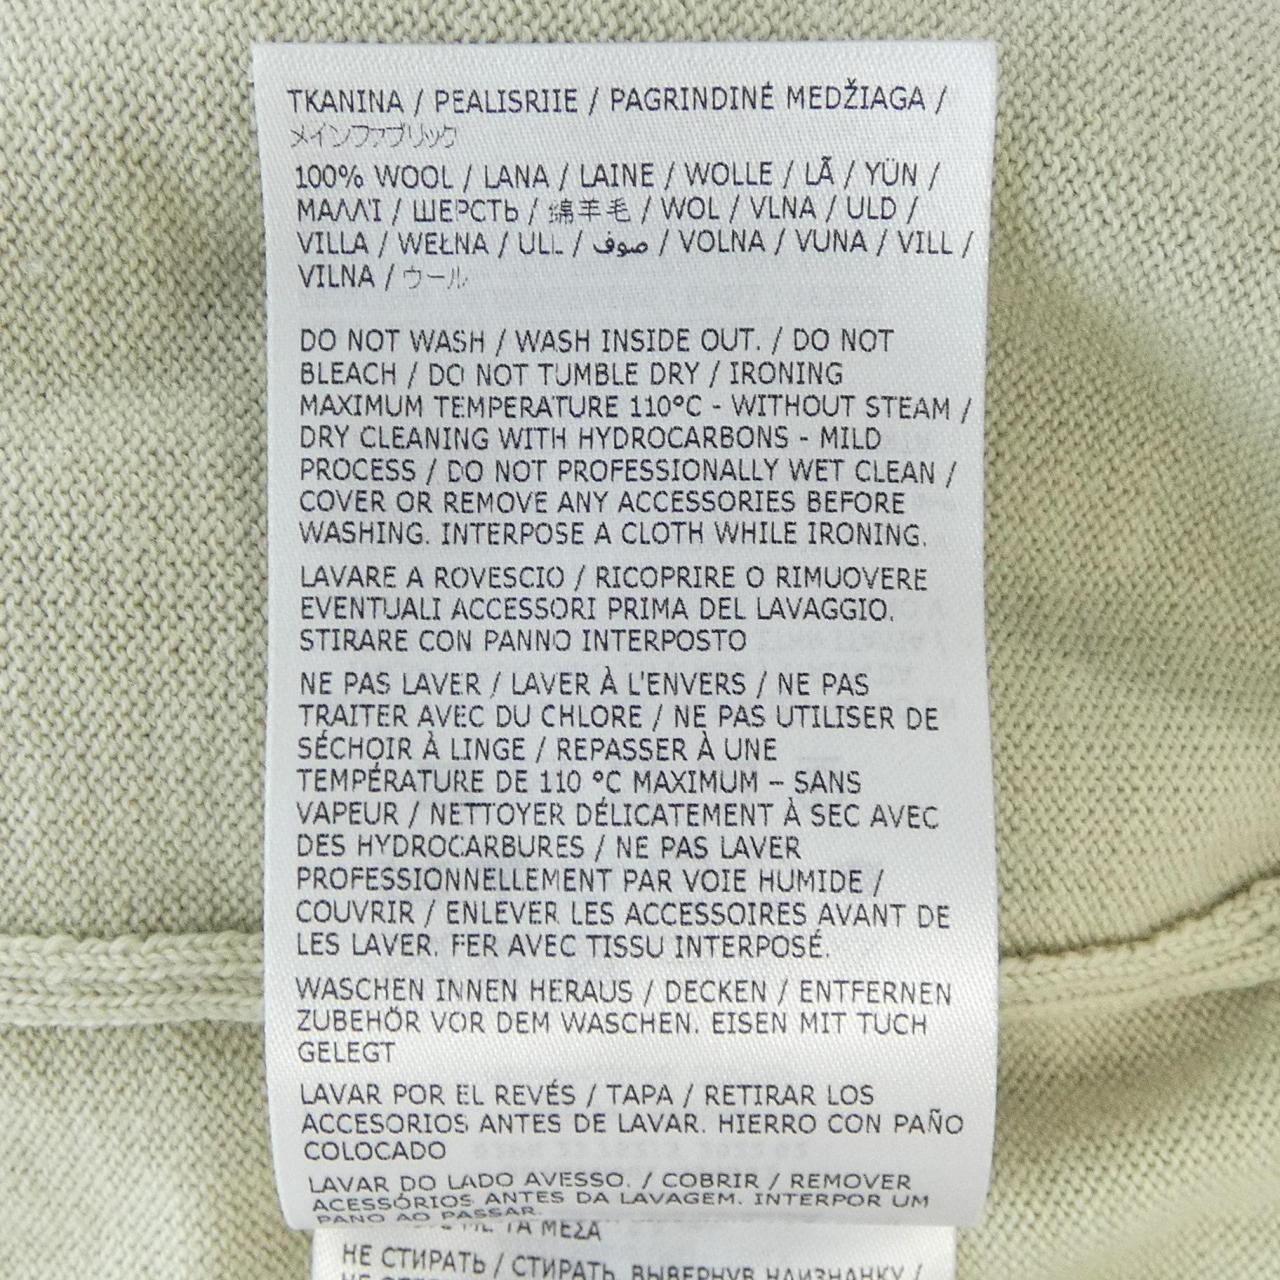 TKANINA / PEALISRIIE / PAGRINDINĖ MEDŽIAGA /
メインファブリック
100% WOOL / LANA / LAINE / WOLLE / LÃ / YÜN /
ΜΑΛΛΊ / ШЕРСТЬ / 绵羊毛 / WOL / VLNA / ULD /
VILLA / WEŁNA / ULL / صوف / VOLNA / VUNA / VILL /
VILNA / ウール
DO NOT WASH / WASH INSIDE OUT. / DO NOT
BLEACH / DO NOT TUMBLE DRY / IRONING
MAXIMUM TEMPERATURE 110°C - WITHOUT STEAM /
DRY CLEANING WITH HYDROCARBONS - MILD
PROCESS / DO NOT PROFESSIONALLY WET CLEAN /
COVER OR REMOVE ANY ACCESSORIES BEFORE
WASHING. INTERPOSE A CLOTH WHILE IRONING.
LAVARE A ROVESCIO / RICOPRIRE O RIMUOVERE
EVENTUALI ACCESSORI PRIMA DEL LAVAGGIO.
STIRARE CON PANNO INTERPOSTO
NE PAS LAVER / LAVER À L'ENVERS / NE PAS
TRAITER AVEC DU CHLORE / NE PAS UTILISER DE
SÉCHOIR À LINGE / REPASSER À UNE
TEMPÉRATURE DE 110 °C MAXIMUM – SANS
VAPEUR / NETTOYER DÉLICATEMENT À SEC AVEC
DES HYDROCARBURES / NE PAS LAVER
PROFESSIONNELLEMENT PAR VOIE HUMIDE /
COUVRIR / ENLEVER LES ACCESSOIRES AVANT DE
LES LAVER. FER AVEC TISSU INTERPOSÉ.
WASCHEN INNEN HERAUS / DECKEN / ENTFERNEN
ZUBEHÖR VOR DEM WASCHEN. EISEN MIT TUCH
GELEGT
LAVAR POR EL REVÉS / TAPA / RETIRAR LOS
ACCESORIOS ANTES DE LAVAR. HIERRO CON PAÑO
COLOCADO
LAVAR DO LADO AVESSO. / COBRIR / REMOVER
ACESSÓRIOS ANTES DA LAVAGEM. INTERPOR UM
PANO AO PASSAR.
ΤΑ ΜΕΣΑ
НЕ СТИРАТЬ / СТИРАТЬ, ВЫВЕРНУВ НАИЗНАНКУ /